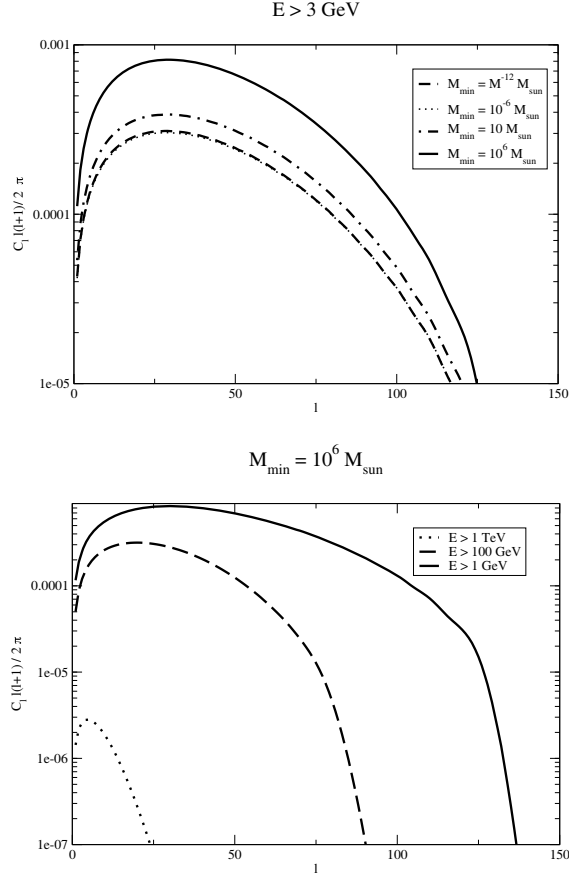 E > 3 GeV
0.001
M_min = M^-12 M_sun
M_min = 10^-6 M_sun
M_min = 10 M_sun
M_min = 10^6 M_sun
C_l l(l+1)/ 2 π
0.0001
1e-05
0 50 100 150
l
M_min = 10^6 M_sun
E > 1 TeV
E > 100 GeV
E > 1 GeV
0.0001
C_l l(l+1)/ 2 π
1e-05
1e-06
1e-07
0 50 100 150
l